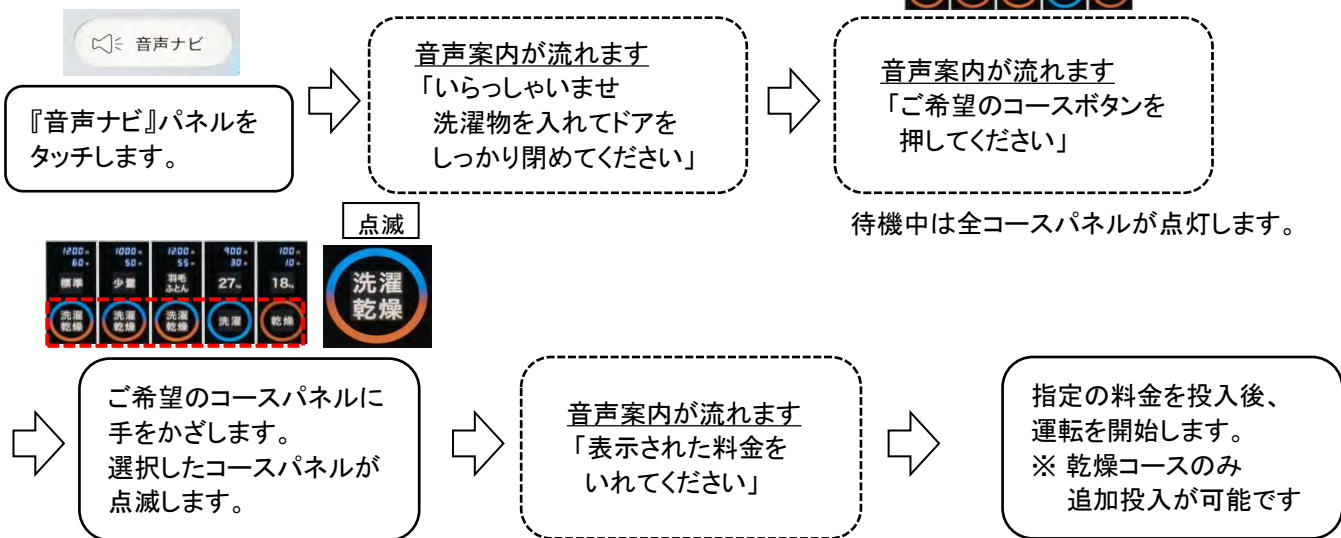 音声ナビ
『音声ナビ』パネルを
タッチします。
音声案内が流れます
「いらっしゃいませ
洗濯物を入れてドアを
しっかり閉めてください」
音声案内が流れます
「ご希望のコースボタンを
押してください」
待機中は全コースパネルが点灯します。
点滅
1200 1000 1200 900 100
60 50 55 30 10
標準 少量 羽毛ふとん 27 18
洗濯乾燥 洗濯乾燥 洗濯乾燥 洗濯 乾燥
洗濯
乾燥
ご希望のコースパネルに
手をかざします。
選択したコースパネルが
点滅します。
音声案内が流れます
「表示された料金を
いれてください」
指定の料金を投入後、
運転を開始します。
※ 乾燥コースのみ
追加投入が可能です